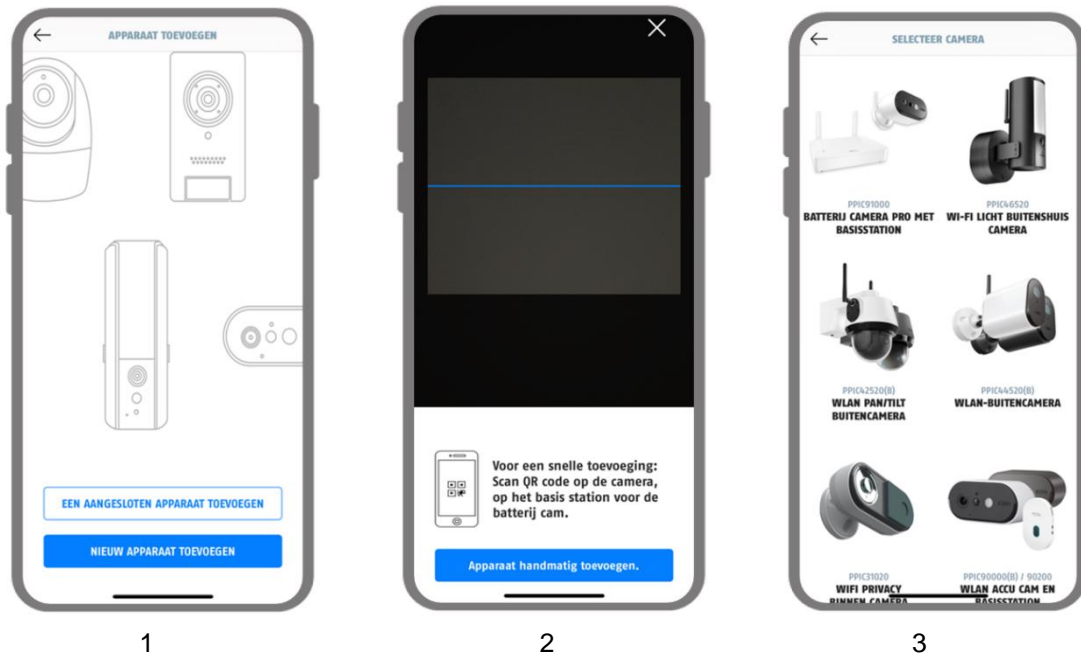 APPARAAT TOEVOEGEN
EEN AANGESLOTEN APPARAAT TOEVOEGEN
NIEUW APPARAAT TOEVOEGEN
1
Voor een snelle toevoeging:
Scan QR code op de camera,
op het basis station voor de
batterij cam.
Apparaat handmatig toevoegen.
2
SELECTEER CAMERA
PPIC91000
BATTERIJ CAMERA PRO MET
BASISSTATION
PPIC46520
WI-FI LICHT BUITENSHUIS
CAMERA
PPIC42520(B)
WLAN PAN/TILT
BUITENCAMERA
PPIC44520(B)
WLAN-BUITENCAMERA
PPIC31020
WIFI PRIVACY
BINNEN CAMERA
PPIC90000(B) / 90200
WLAN ACCU CAM EN
BASISSTATION
3